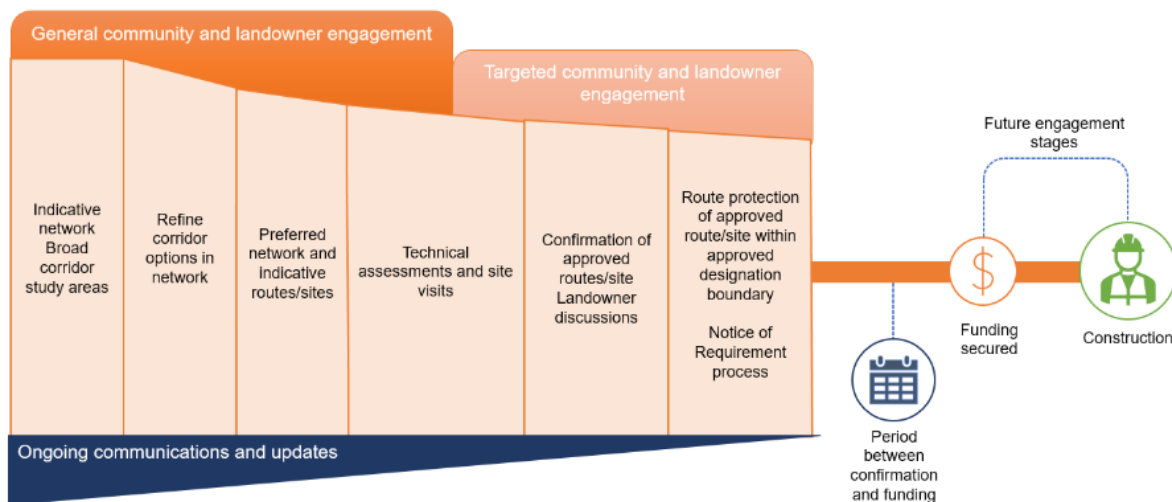 General community and landowner engagement
Targeted community and landowner
engagement
Indicative
network
Broad
corridor
study areas
Refine
corridor
options in
network
Preferred
network and
indicative
routes/sites
Technical
assessments and site
visits
Confirmation of
approved
routes/site
Landowner
discussions
Route protection
of approved
route/site within
approved
designation
boundary
Notice of
Requirement
process
Future engagement
stages
$
Funding
secured
Construction
Period
between
confirmation
and funding
Ongoing communications and updates